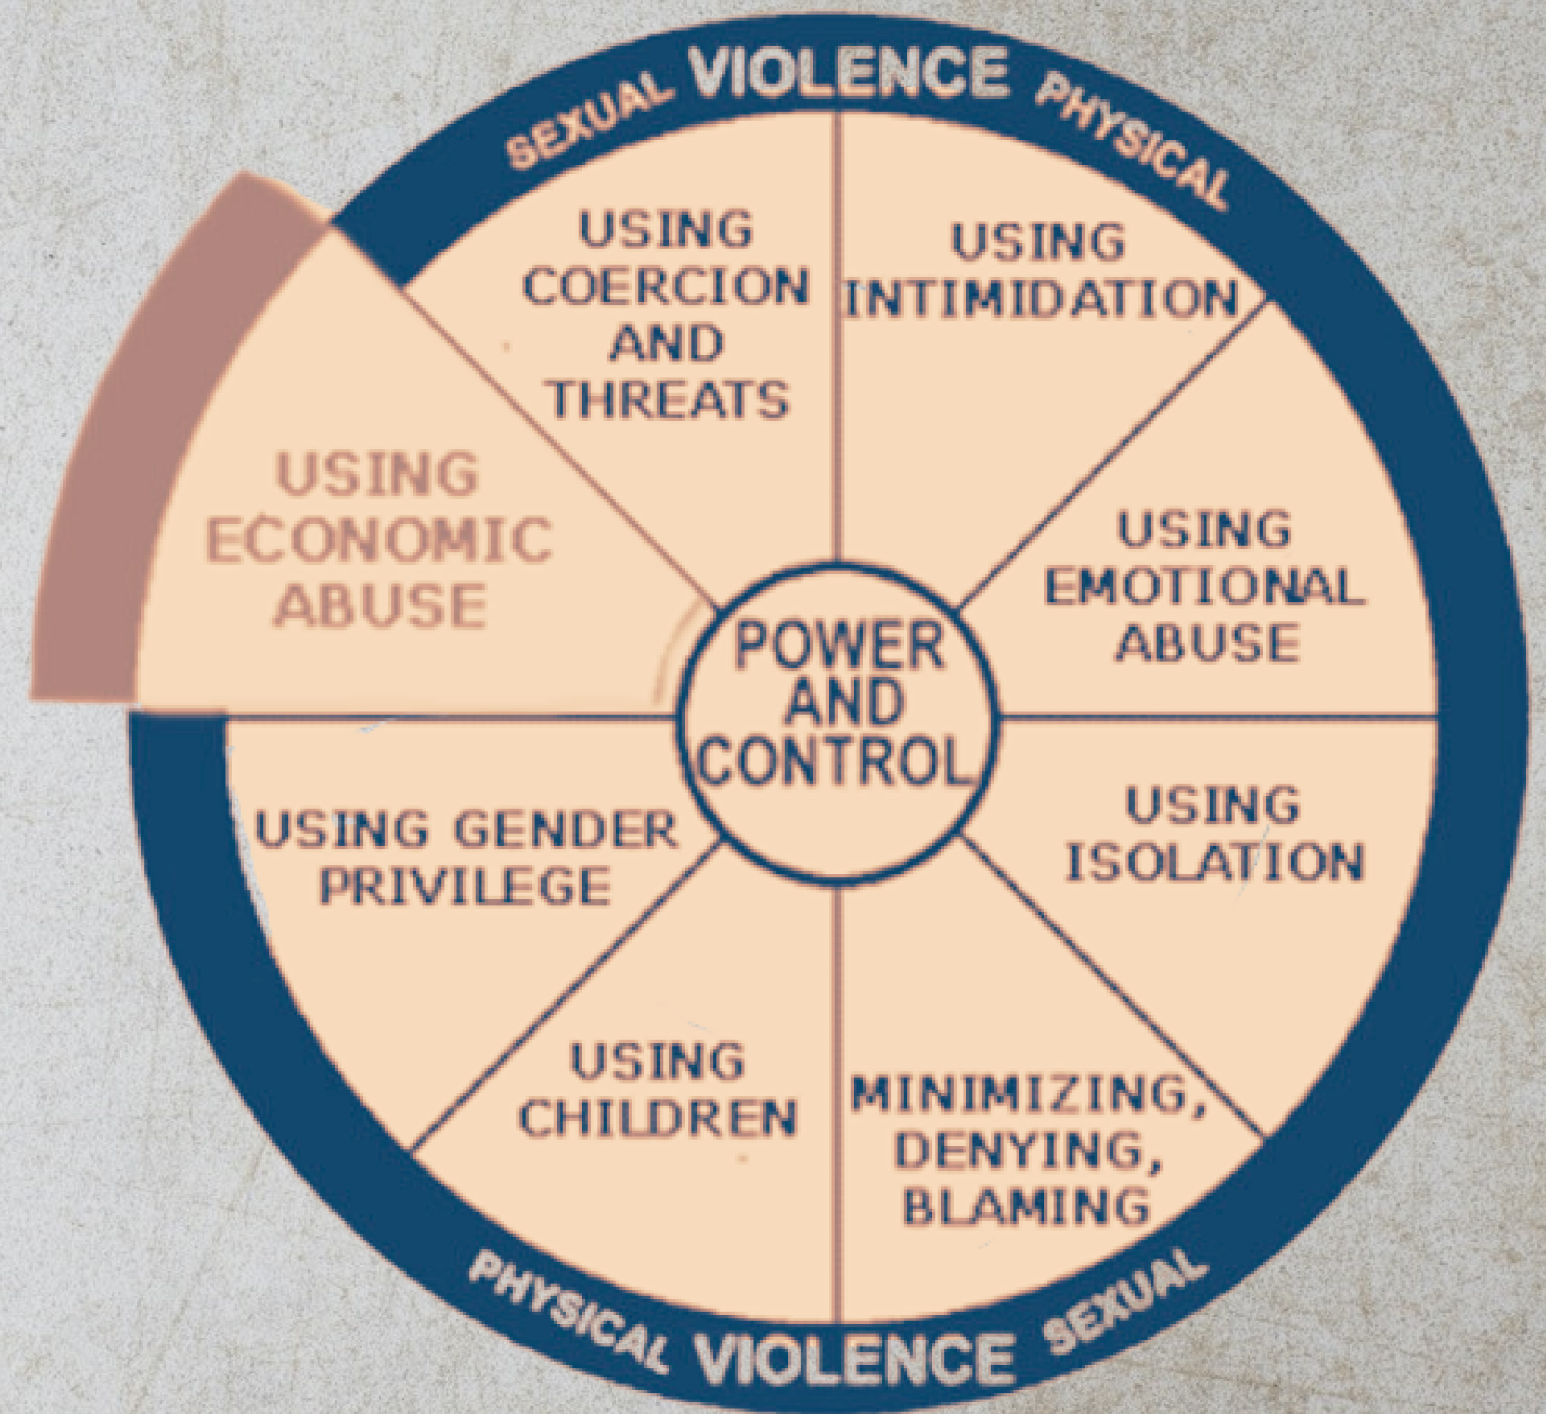 SEXUAL VIOLENCE PHYSICAL
USING
COERCION
AND
THREATS
USING
INTIMIDATION
USING
EMOTIONAL
ABUSE
USING
ISOLATION
MINIMIZING,
DENYING,
BLAMING
USING
CHILDREN
USING GENDER
PRIVILEGE
USING
ECONOMIC
ABUSE
POWER
AND
CONTROL
PHYSICAL VIOLENCE SEXUAL